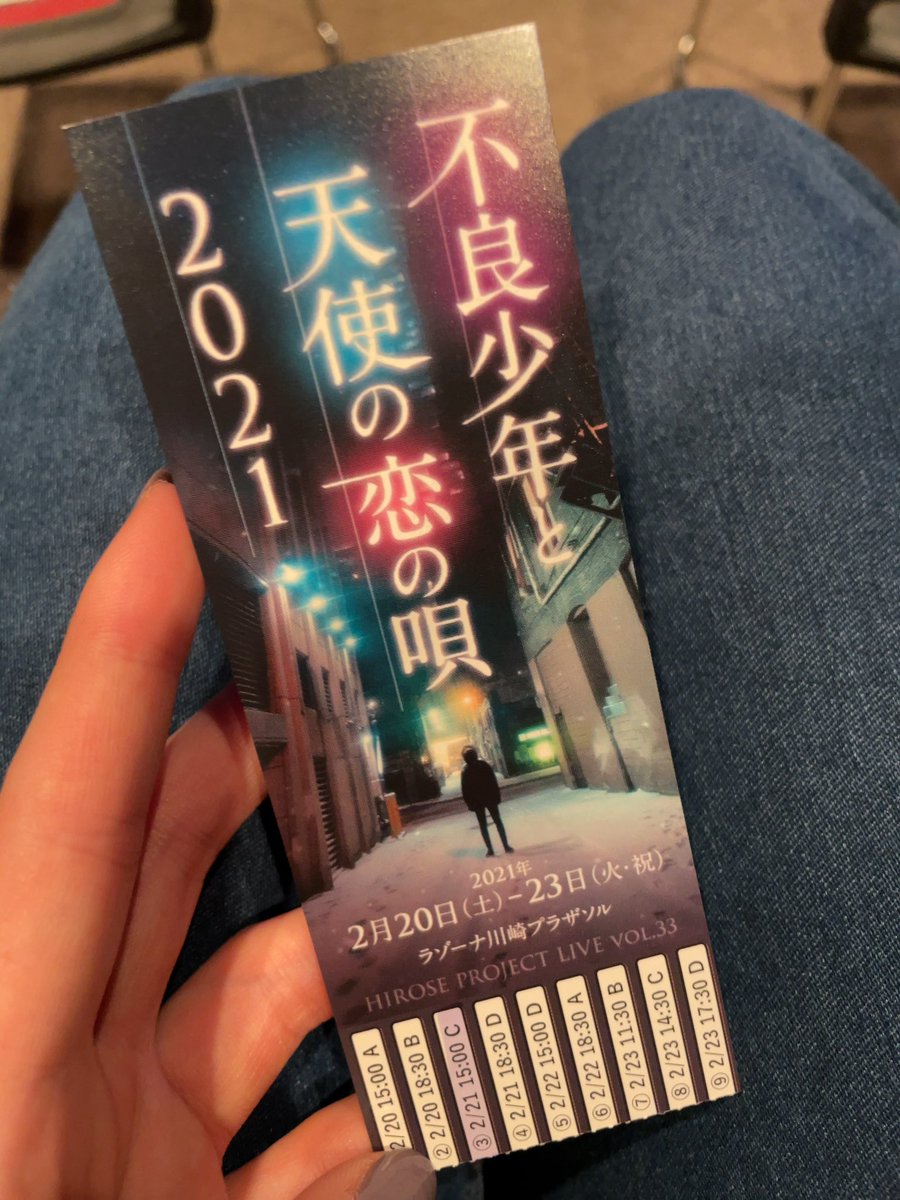 不良少年と
天使の恋の唄
2021
2021年
2月20日(土)-23日(火・祝)
ラゾーナ川崎プラザソル
HIROSE PROJECT LIVE VOL.33
2/20 15:00 A
② 2/20 18:30 B
③ 2/21 15:00 C
④ 2/21 18:30 D
⑤ 2/22 15:00 D
⑥ 2/22 18:30 A
⑦ 2/23 11:30 B
⑧ 2/23 14:30 C
⑨ 2/23 17:30 D